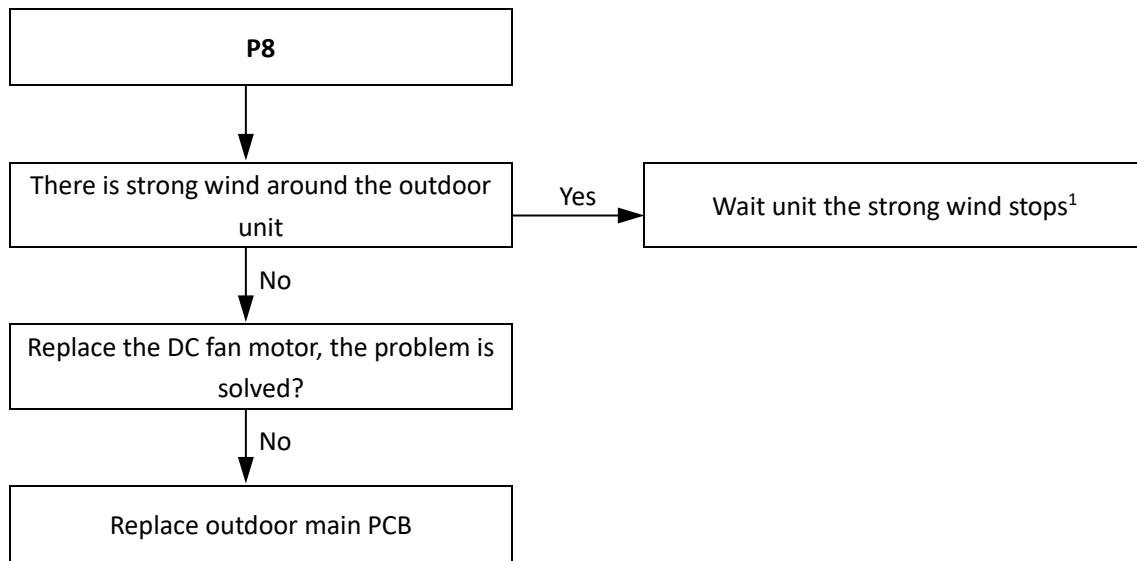 P8
There is strong wind around the outdoor
unit
Yes
Wait unit the strong wind stops1
No
Replace the DC fan motor, the problem is
solved?
No
Replace outdoor main PCB